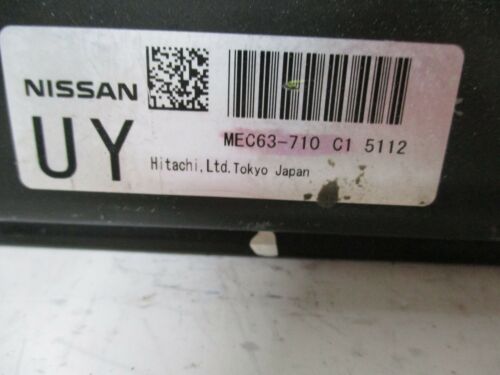 NISSAN
UY
MEC63-710 C1 5112
Hitachi,Ltd.Tokyo Japan